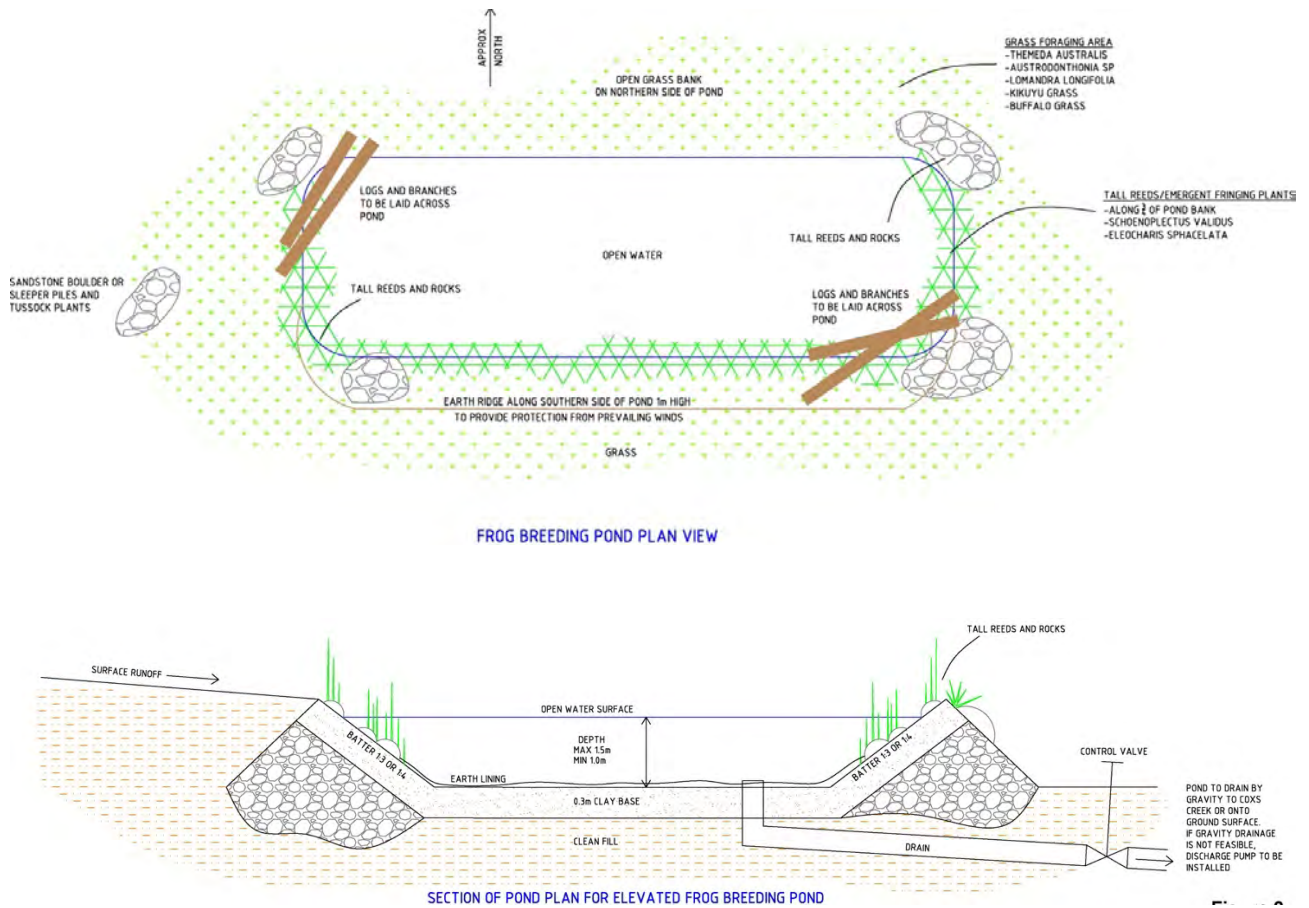 APPROX
NORTH
OPEN GRASS BANK
ON NORTHERN SIDE OF POND
GRASS FORAGING AREA
-THEMEDA AUSTRALIS
-AUSTRODONTHONIA SP
-LOMANDRA LONGIFOLIA
-KIKUYU GRASS
-BUFFALO GRASS
LOGS AND BRANCHES
TO BE LAID ACROSS
POND
TALL REEDS AND ROCKS
TALL REEDS/EMERGENT FRINGING PLANTS
-ALONG ¾ OF POND BANK
-SCHOENOPLECTUS VALIDUS
-ELEOCHARIS SPHACELATA
OPEN WATER
SANDSTONE BOULDER OR
SLEEPER PILES AND
TUSSOCK PLANTS
TALL REEDS AND ROCKS
LOGS AND BRANCHES
TO BE LAID ACROSS
POND
EARTH RIDGE ALONG SOUTHERN SIDE OF POND 1m HIGH
TO PROVIDE PROTECTION FROM PREVAILING WINDS
GRASS
FROG BREEDING POND PLAN VIEW
TALL REEDS AND ROCKS
SURFACE RUNOFF
OPEN WATER SURFACE
DEPTH
MAX 1.5m
MIN 1.0m
BATTER 1:3 OR 1:4
BATTER 1:3 OR 1:4
CONTROL VALVE
EARTH LINING
0.3m CLAY BASE
CLEAN FILL
DRAIN
POND TO DRAIN BY
GRAVITY TO COXS
CREEK OR ONTO
GROUND SURFACE.
IF GRAVITY DRAINAGE
IS NOT FEASIBLE,
DISCHARGE PUMP TO BE
INSTALLED
SECTION OF POND PLAN FOR ELEVATED FROG BREEDING POND